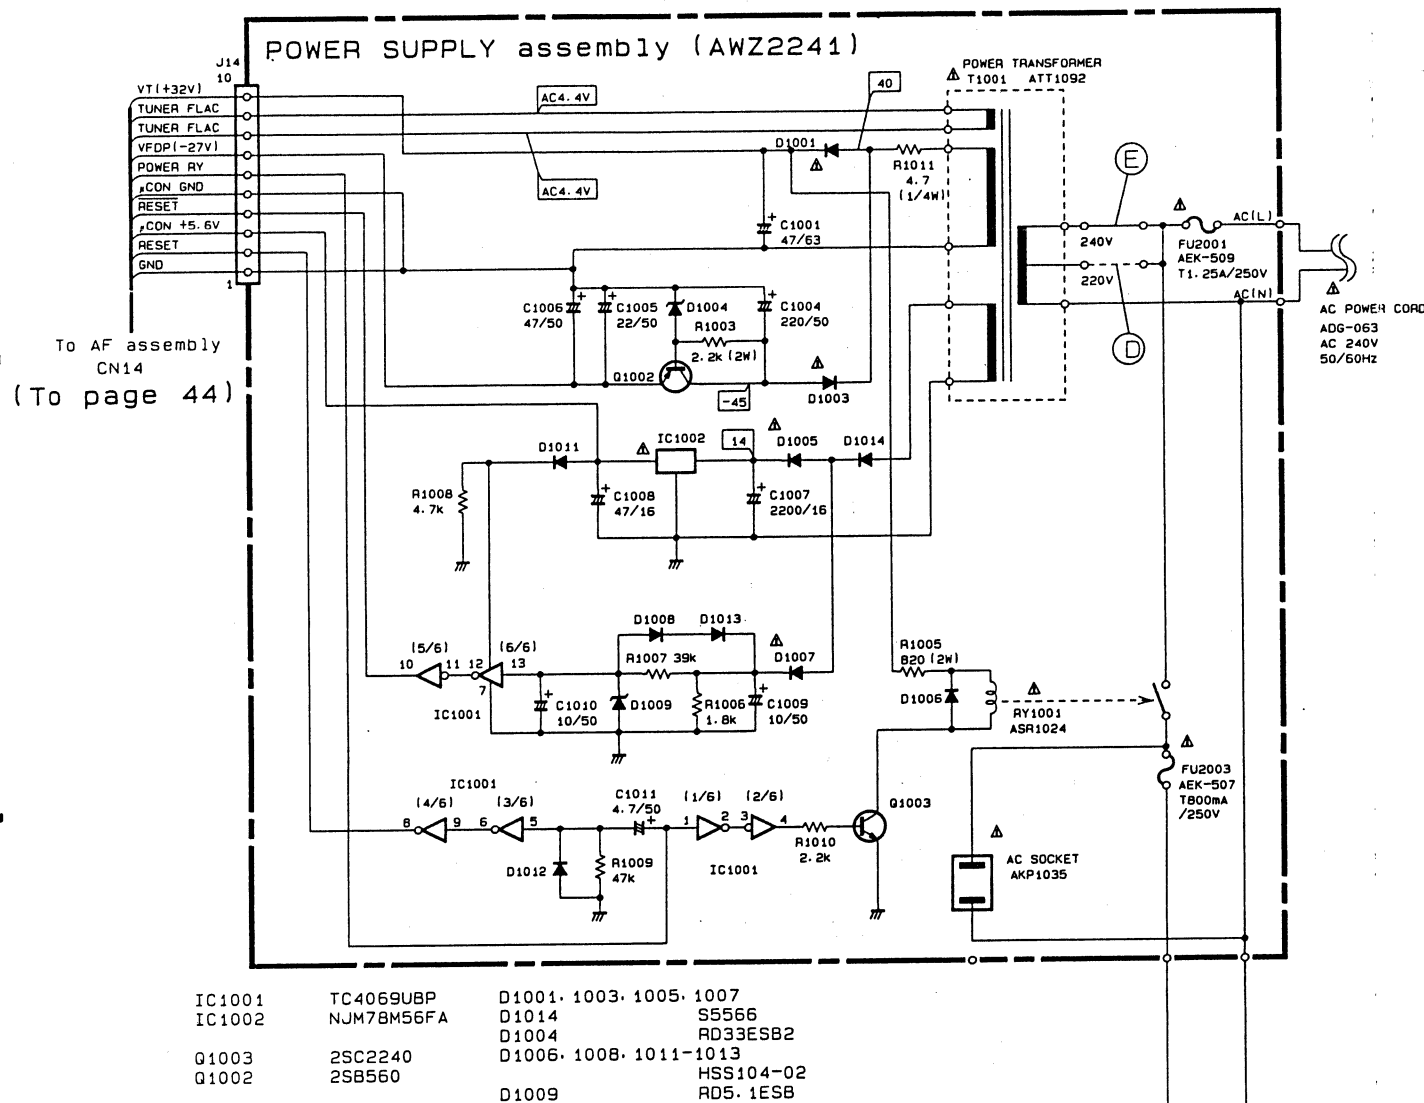 POWER SUPPLY assembly (AWZ2241)
J14
10
VT(+32V)
TUNER FLAC
TUNER FLAC
VFDP(-27V)
POWER RY
μCON GND
RESET
μCON +5.6V
RESET
GND
1
To AF assembly
CN14
(To page 44)
AC4.4V
AC4.4V
40
POWER TRANSFORMER
T1001 ATT1092
D1001
R1011
4.7
(1/4W)
C1001
47/63
E
240V
220V
D
FU2001
AEK-509
T1.25A/250V
AC(L)
AC(N)
AC POWER CORD
ADG-063
AC 240V
50/60Hz
C1006
47/50
C1005
22/50
D1004
R1003
2.2k (2W)
C1004
220/50
Q1002
-45
D1003
D1011
IC1002
14
D1005
D1014
R1008
4.7k
C1008
47/16
C1007
2200/16
D1008
D1013
(5/6)
(6/6)
10
11
12
13
7
IC1001
R1007 39k
D1007
C1010
10/50
D1009
R1006
1.8k
C1009
10/50
R1005
820 (2W)
D1006
RY1001
ASR1024
FU2003
AEK-507
T800mA
/250V
IC1001
(4/6)
(3/6)
8
9
6
5
C1011
4.7/50
(1/6)
(2/6)
1
2
3
4
IC1001
R1010
2.2k
Q1003
D1012
R1009
47k
AC SOCKET
AKP1035
IC1001 TC4069UBP D1001, 1003, 1005, 1007
IC1002 NJM78M56FA D1014 S5566
D1004 RD33ESB2
Q1003 2SC2240 D1006, 1008, 1011-1013
Q1002 2SB560 HSS104-02
D1009 RD5.1ESB